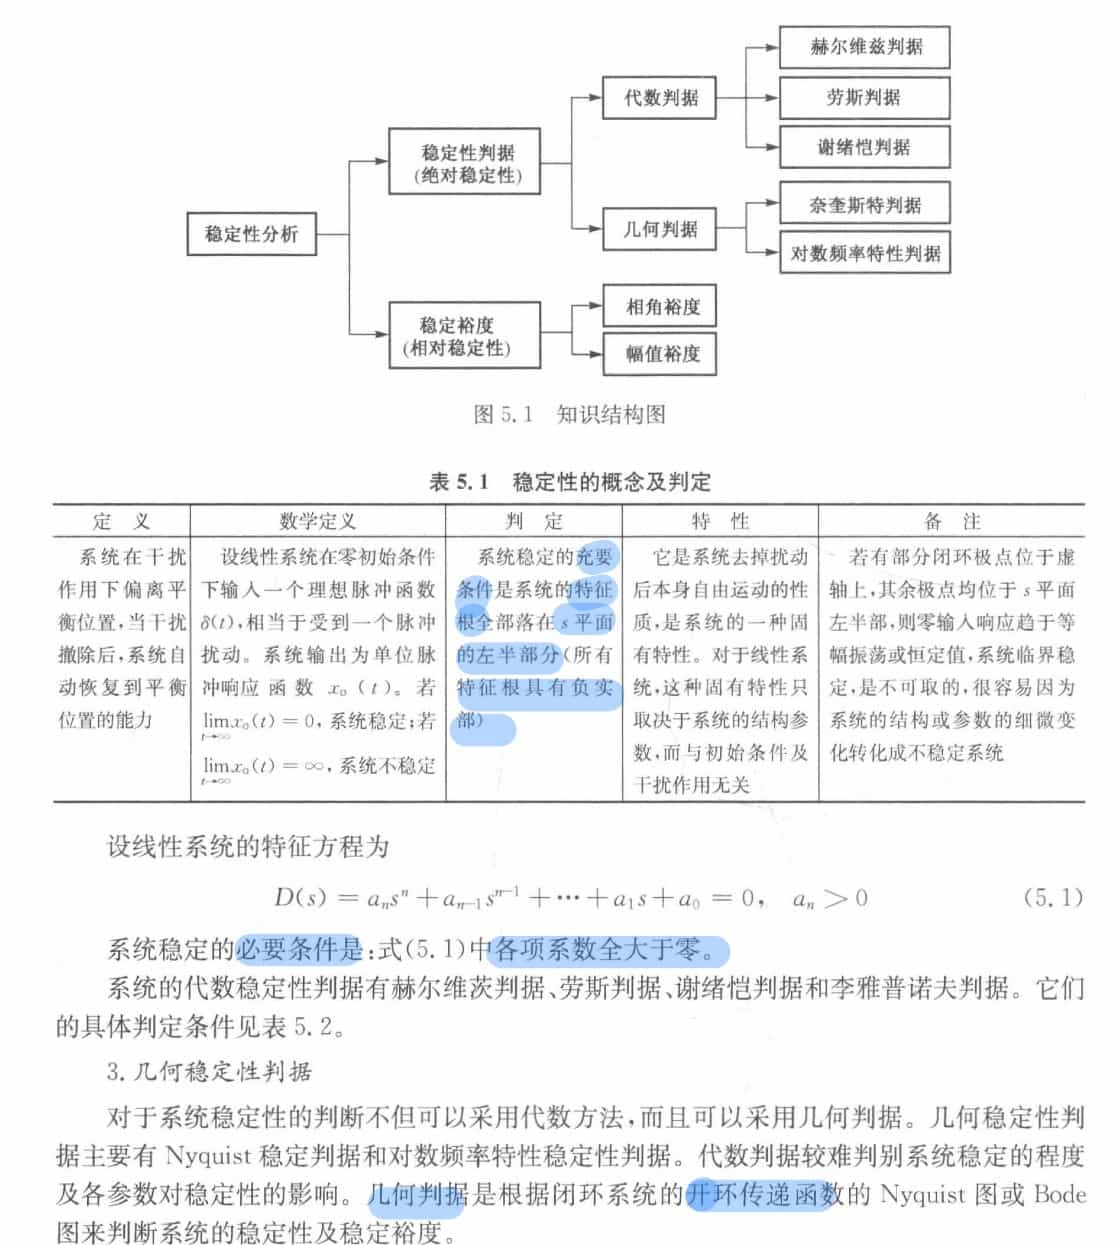 赫尔维兹判据
代数判据
劳斯判据
稳定性判据
(绝对稳定性)
谢绪恺判据
奈奎斯特判据
稳定性分析
几何判据
对数频率特性判据
相角裕度
稳定裕度
(相对稳定性)
幅值裕度
图 5.1 知识结构图
表 5.1 稳定性的概念及判定
定 义
数学定义
判 定
特 性
备 注
系统在干扰
作用下偏离平
衡位置,当干扰
撤除后,系统自
动恢复到平衡
位置的能力
设线性系统在零初始条件
下输入一个理想脉冲函数
δ(t),相当于受到一个脉冲
扰动。系统输出为单位脉
冲响应函数 xₒ(t)。若
lim xₒ(t) = 0,系统稳定;若
t→∞
lim xₒ(t) = ∞,系统不稳定
t→∞
系统稳定的充要
条件是系统的特征
根全部落在 s 平面
的左半部分(所有
特征根具有负实
部)
它是系统去掉扰动
后本身自由运动的性
质,是系统的一种固
有特性。对于线性系
统,这种固有特性只
取决于系统的结构参
数,而与初始条件及
干扰作用无关
若有部分闭环极点位于虚
轴上,其余极点均位于 s 平面
左半部,则零输入响应趋于等
幅振荡或恒定值,系统临界稳
定,是不可取的,很容易因为
系统的结构或参数的细微变
化转化成不稳定系统
设线性系统的特征方程为
D(s) = aₙsⁿ + aₙ₋₁sⁿ⁻¹ + ⋯ + a₁s + a₀ = 0, aₙ > 0 (5.1)
系统稳定的必要条件是:式(5.1)中各项系数全大于零。
系统的代数稳定性判据有赫尔维茨判据、劳斯判据、谢绪恺判据和李雅普诺夫判据。它们
的具体判定条件见表 5.2。
3. 几何稳定性判据
对于系统稳定性的判断不但可以采用代数方法,而且可以采用几何判据。几何稳定性判
据主要有 Nyquist 稳定判据和对数频率特性稳定性判据。代数判据较难判别系统稳定的程度
及各参数对稳定性的影响。几何判据是根据闭环系统的开环传递函数的 Nyquist 图或 Bode
图来判断系统的稳定性及稳定裕度。